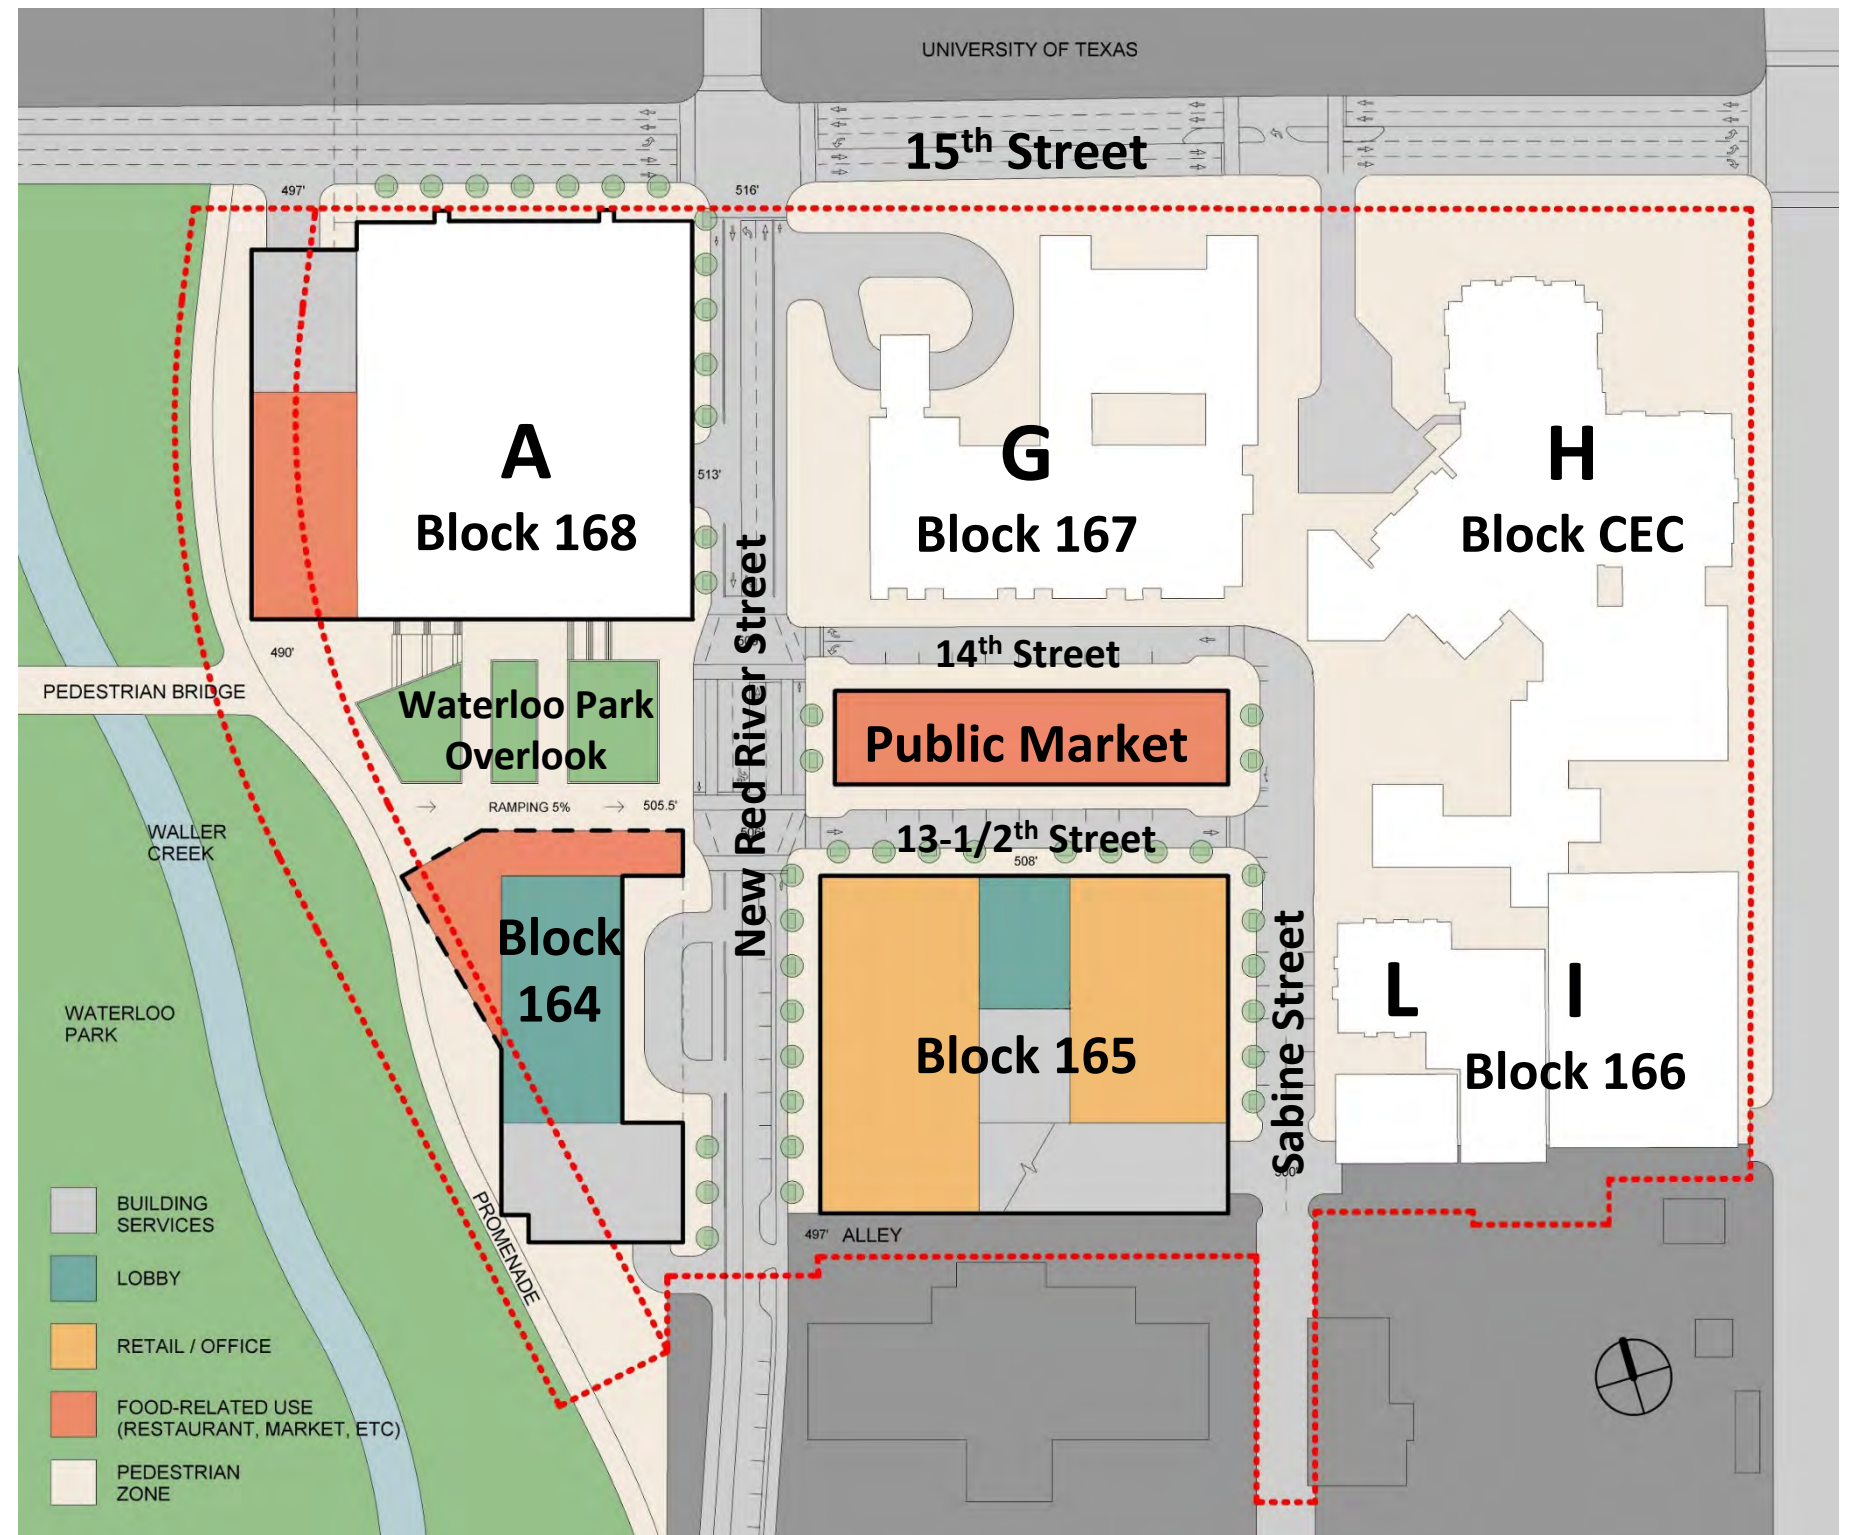 UNIVERSITY OF TEXAS
15th Street
497'
516'
A
Block 168
513'
G
Block 167
H
Block CEC
New Red River Street
490'
14th Street
PEDESTRIAN BRIDGE
Waterloo Park
Overlook
Public Market
RAMPING 5%
505.5'
13-1/2th Street
508'
WALLER
CREEK
Block
164
Block 165
Sabine Street
L
I
Block 166
WATERLOO
PARK
PROMENADE
497'
ALLEY
BUILDING
SERVICES
LOBBY
RETAIL / OFFICE
FOOD-RELATED USE
(RESTAURANT, MARKET, ETC)
PEDESTRIAN
ZONE